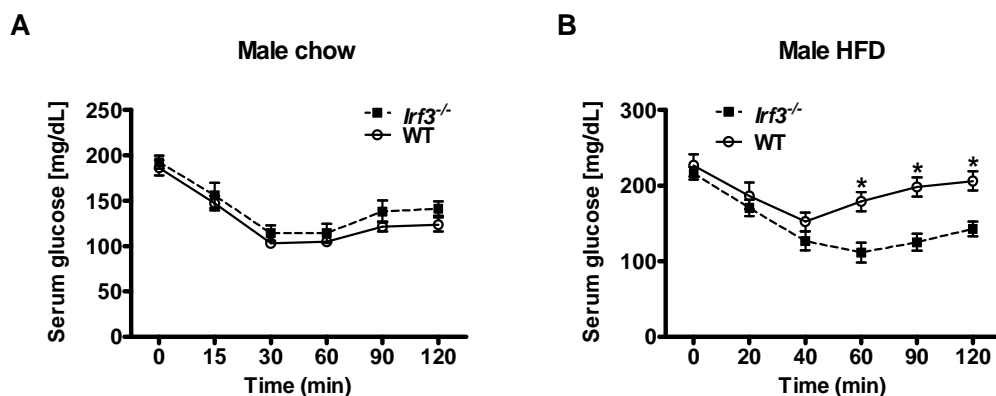 A
Male chow
Serum glucose [mg/dL]
250
200
150
100
50
0
Irf3-/-
WT
0 15 30 60 90 120
Time (min)
B
Male HFD
Serum glucose [mg/dL]
300
200
100
0
Irf3-/-
WT
* * *
0 20 40 60 90 120
Time (min)